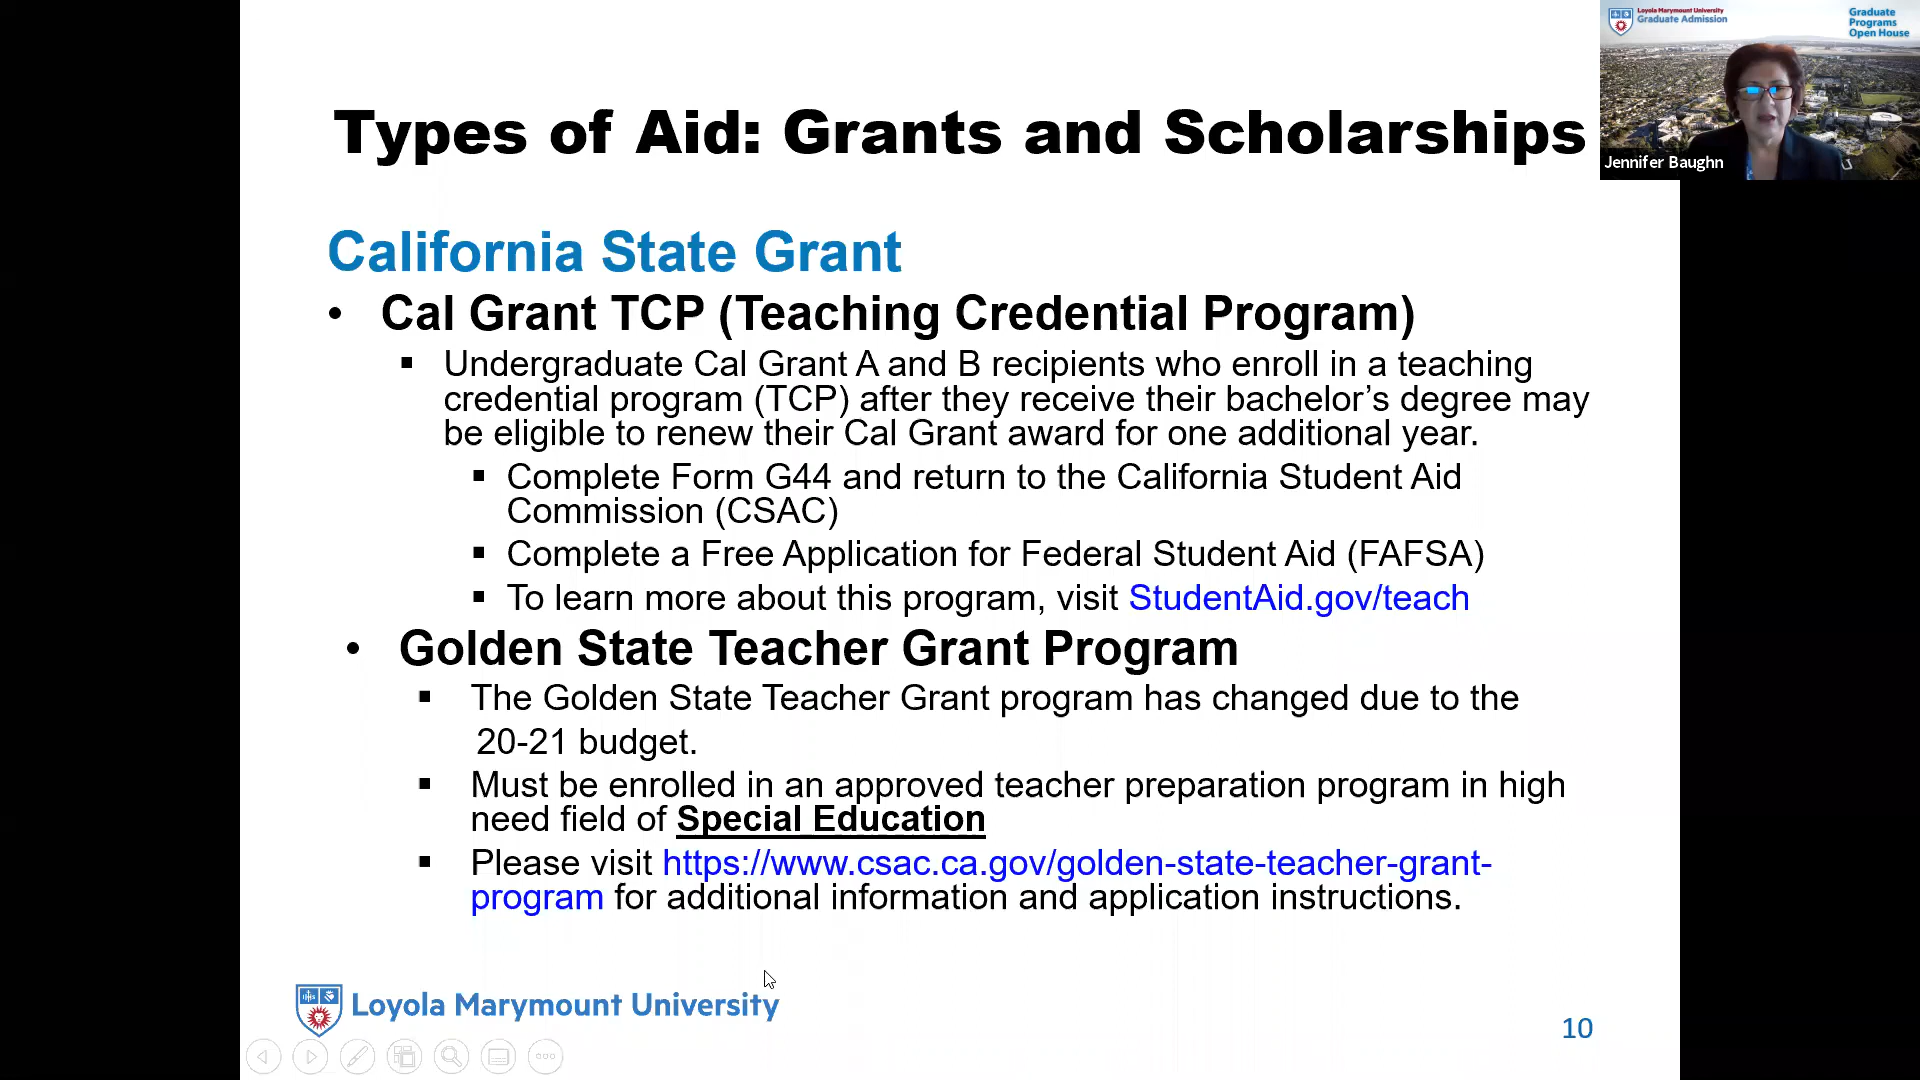 Loyola Marymount University
Graduate Admission
Graduate
Programs
Open House
Jennifer Baughn
Types of Aid: Grants and Scholarships
California State Grant
• Cal Grant TCP (Teaching Credential Program)
▪ Undergraduate Cal Grant A and B recipients who enroll in a teaching
credential program (TCP) after they receive their bachelor’s degree may
be eligible to renew their Cal Grant award for one additional year.
▪ Complete Form G44 and return to the California Student Aid
Commission (CSAC)
▪ Complete a Free Application for Federal Student Aid (FAFSA)
▪ To learn more about this program, visit StudentAid.gov/teach
• Golden State Teacher Grant Program
▪ The Golden State Teacher Grant program has changed due to the
20-21 budget.
▪ Must be enrolled in an approved teacher preparation program in high
need field of Special Education
▪ Please visit https://www.csac.ca.gov/golden-state-teacher-grant-
program for additional information and application instructions.
Loyola Marymount University
10